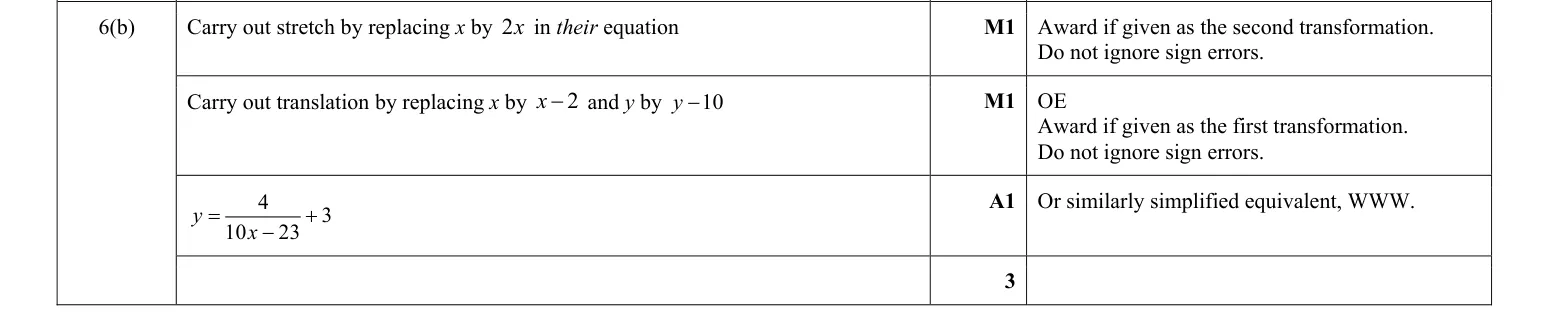 6(b) Carry out stretch by replacing x by 2x in their equation M1 Award if given as the second transformation.
Do not ignore sign errors.
Carry out translation by replacing x by x − 2 and y by y − 10 M1 OE
Award if given as the first transformation.
Do not ignore sign errors.
y = 4/(10x − 23) + 3 A1 Or similarly simplified equivalent, WWW.
3